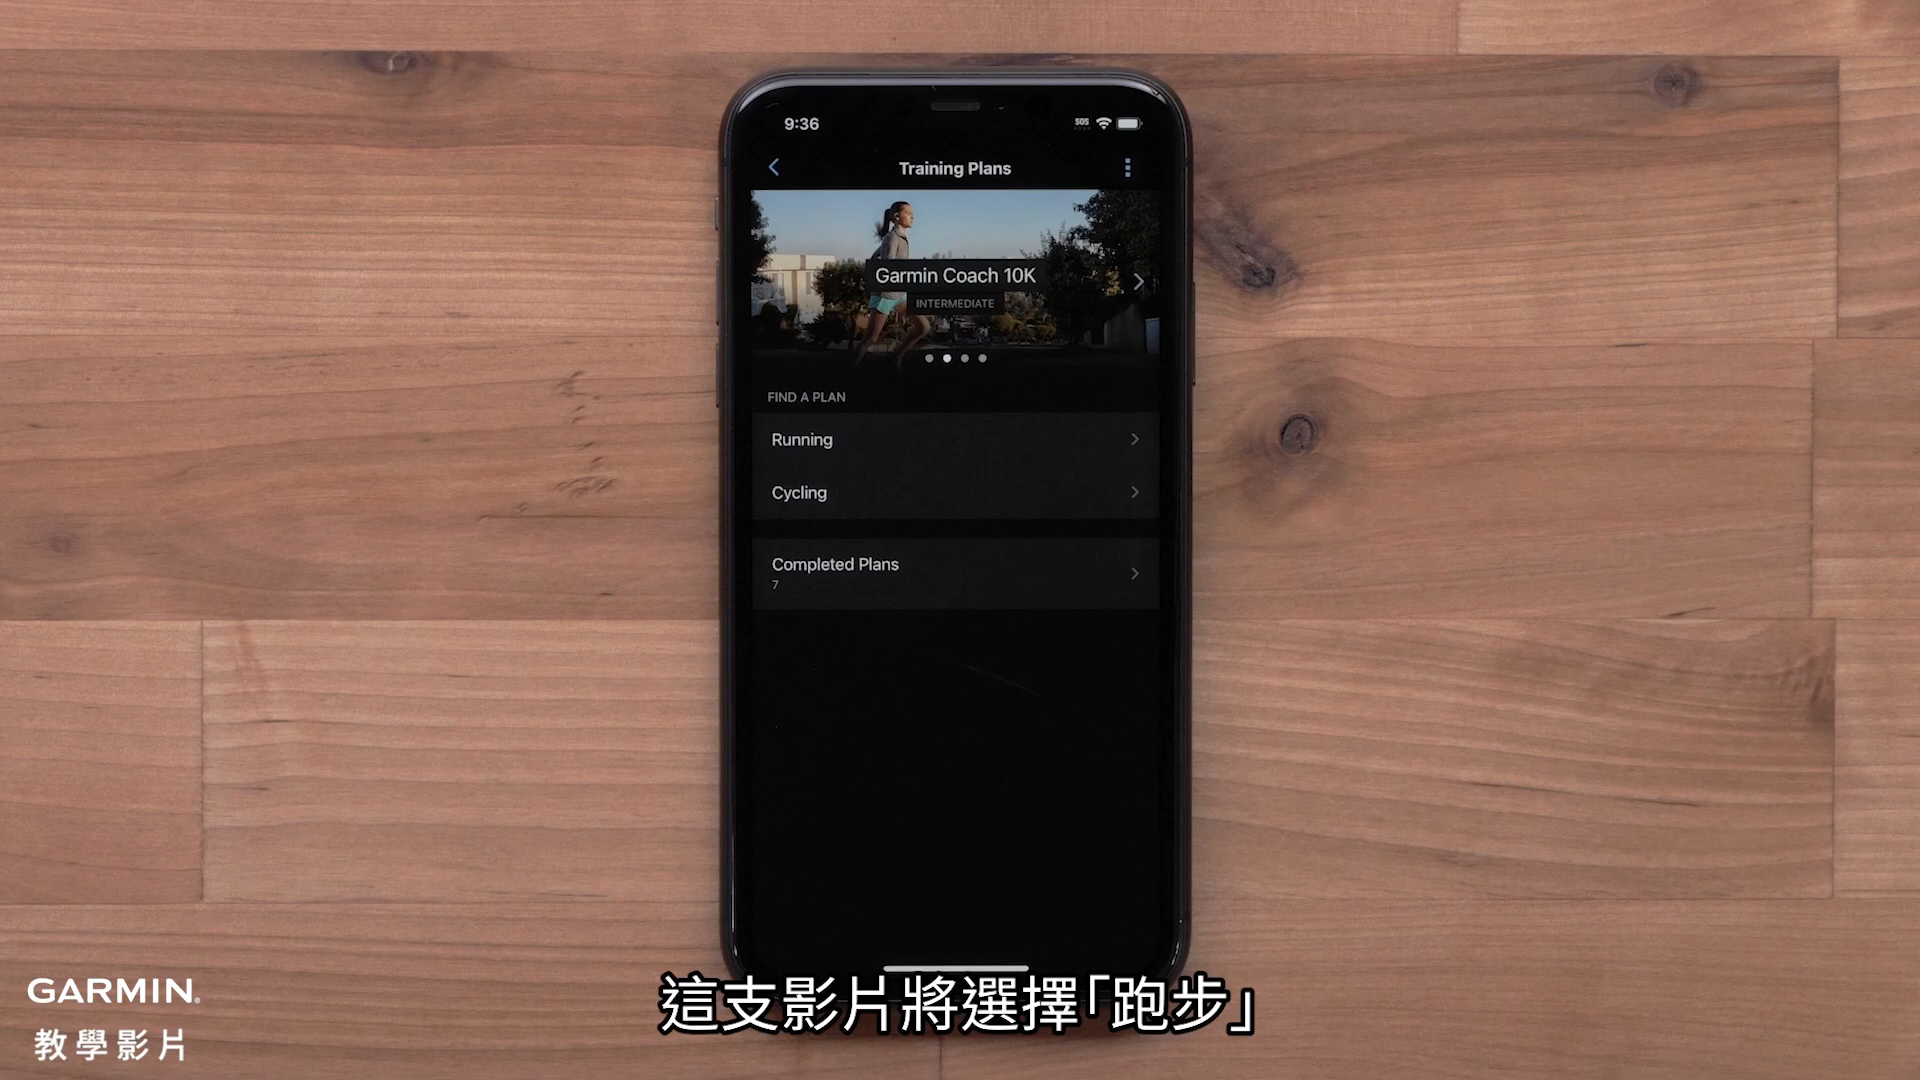 9:36
SOS
Training Plans
Garmin Coach 10K
INTERMEDIATE
FIND A PLAN
Running
Cycling
Completed Plans
7
這支影片將選擇「跑步」
GARMIN.
教學影片